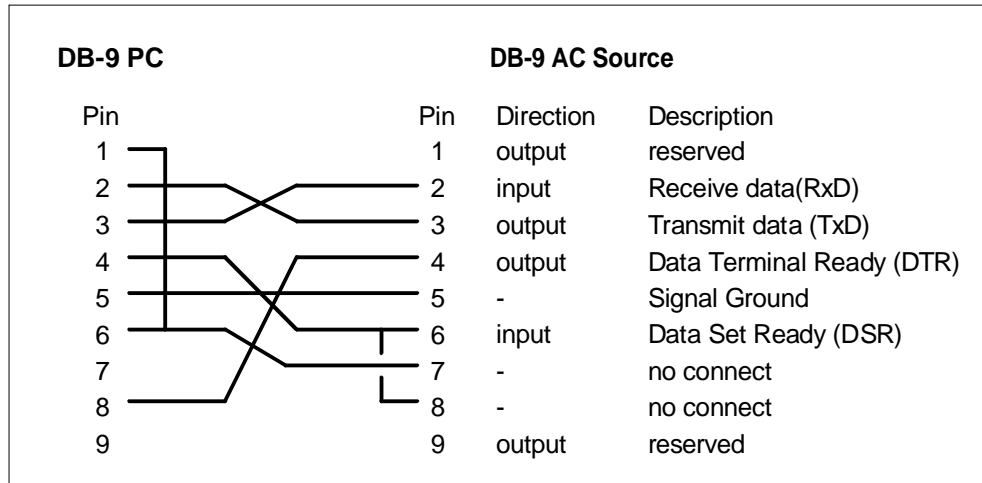 DB-9 PC DB-9 AC Source
Pin Pin Direction Description
1 1 output reserved
2 2 input Receive data(RxD)
3 3 output Transmit data (TxD)
4 4 output Data Terminal Ready (DTR)
5 5 - Signal Ground
6 6 input Data Set Ready (DSR)
7 7 - no connect
8 8 - no connect
9 9 output reserved